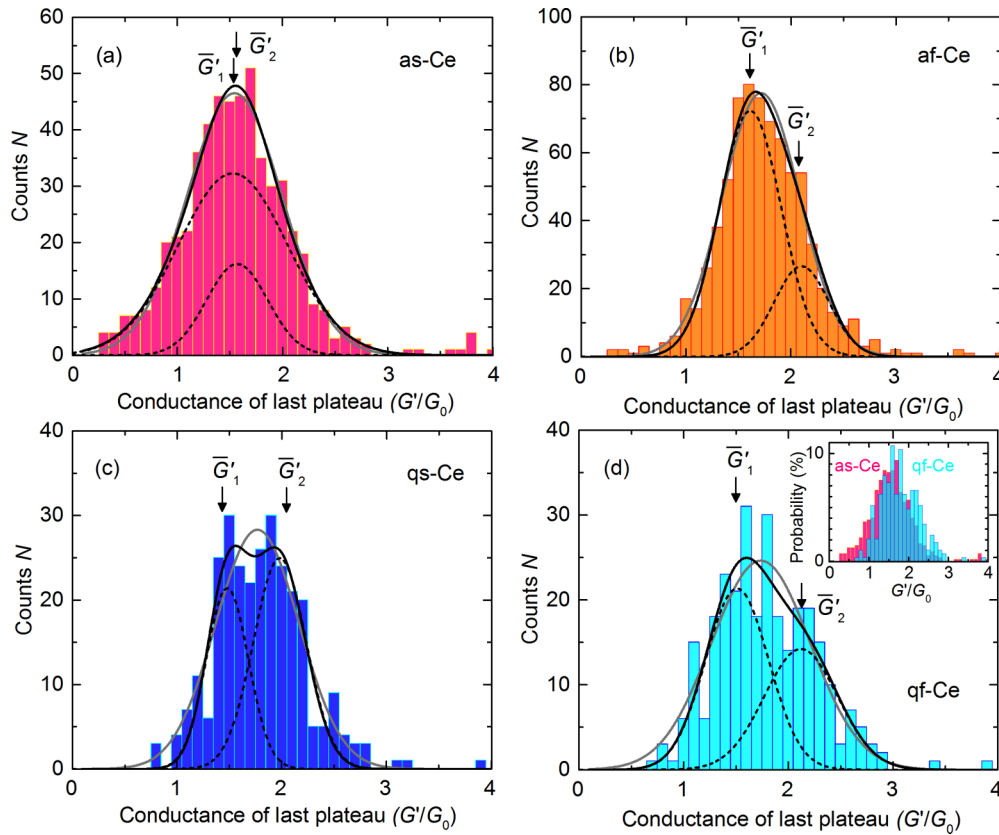 (a)
as-Ce
G̅'₂
G̅'₁
Counts N
60
50
40
30
20
10
0
0 1 2 3 4
Conductance of last plateau (G'/G₀)
(b)
af-Ce
G̅'₁
G̅'₂
Counts N
100
80
60
40
20
0
0 1 2 3 4
Conductance of last plateau (G'/G₀)
(c)
qs-Ce
G̅'₁ G̅'₂
Counts N
40
30
20
10
0
0 1 2 3 4
Conductance of last plateau (G'/G₀)
(d)
qf-Ce
G̅'₁
G̅'₂
Counts N
40
30
20
10
0
0 1 2 3 4
Conductance of last plateau (G'/G₀)
as-Ce qf-Ce
Probability (%)
10
5
0
0 1 2 3 4
G'/G₀